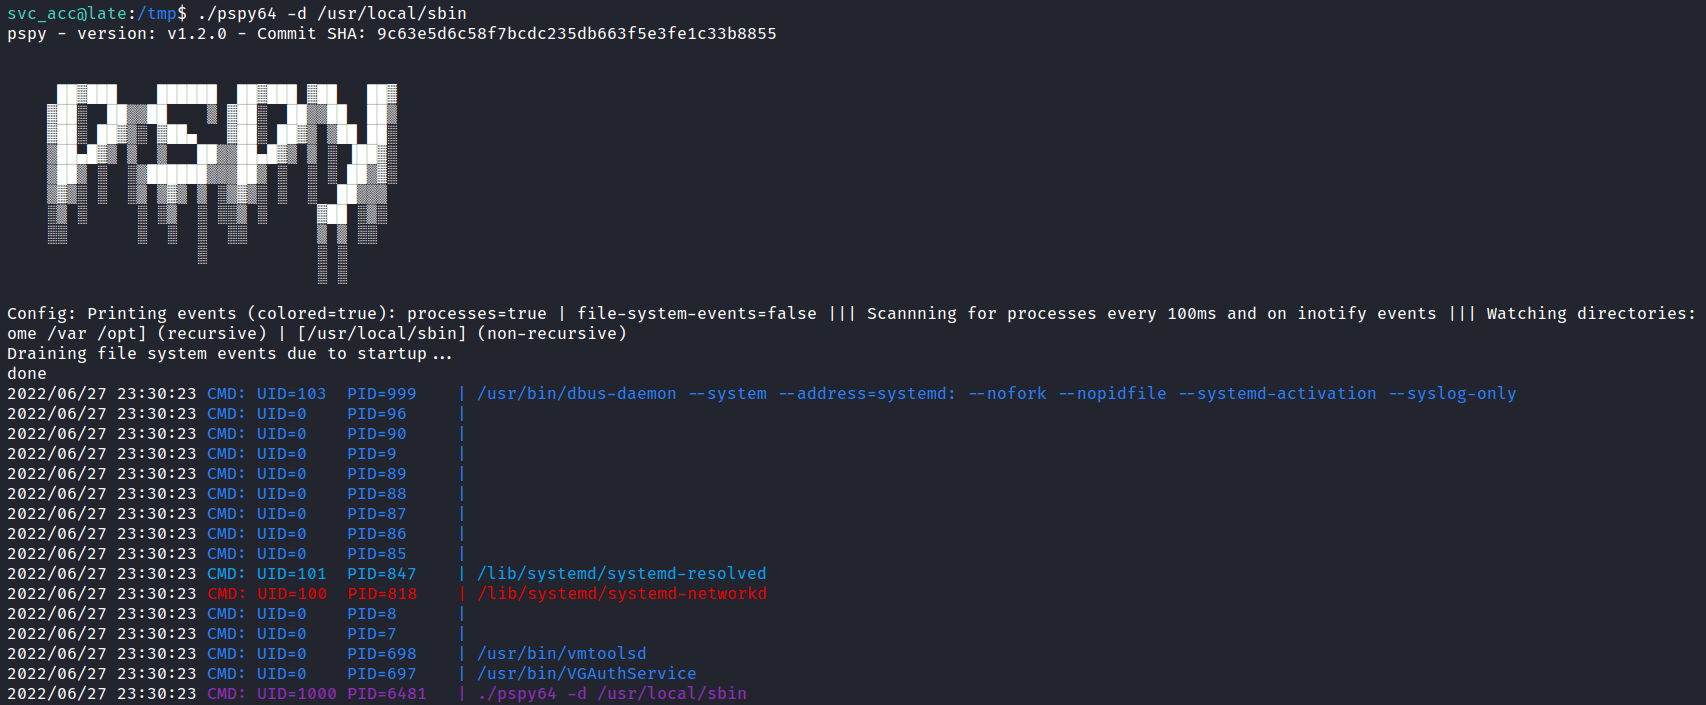 svc_acc@late:/tmp$ ./pspy64 -d /usr/local/sbin
pspy - version: v1.2.0 - Commit SHA: 9c63e5d6c58f7bcdc235db663f5e3fe1c33b8855
Config: Printing events (colored=true): processes=true | file-system-events=false ||| Scannning for processes every 100ms and on inotify events ||| Watching directories:
ome /var /opt] (recursive) | [/usr/local/sbin] (non-recursive)
Draining file system events due to startup...
done
2022/06/27 23:30:23 CMD: UID=103  PID=999    | /usr/bin/dbus-daemon --system --address=systemd: --nofork --nopidfile --systemd-activation --syslog-only
2022/06/27 23:30:23 CMD: UID=0    PID=96     |
2022/06/27 23:30:23 CMD: UID=0    PID=90     |
2022/06/27 23:30:23 CMD: UID=0    PID=9      |
2022/06/27 23:30:23 CMD: UID=0    PID=89     |
2022/06/27 23:30:23 CMD: UID=0    PID=88     |
2022/06/27 23:30:23 CMD: UID=0    PID=87     |
2022/06/27 23:30:23 CMD: UID=0    PID=86     |
2022/06/27 23:30:23 CMD: UID=0    PID=85     |
2022/06/27 23:30:23 CMD: UID=101  PID=847    | /lib/systemd/systemd-resolved
2022/06/27 23:30:23 CMD: UID=100  PID=818    | /lib/systemd/systemd-networkd
2022/06/27 23:30:23 CMD: UID=0    PID=8      |
2022/06/27 23:30:23 CMD: UID=0    PID=7      |
2022/06/27 23:30:23 CMD: UID=0    PID=698    | /usr/bin/vmtoolsd
2022/06/27 23:30:23 CMD: UID=0    PID=697    | /usr/bin/VGAuthService
2022/06/27 23:30:23 CMD: UID=1000 PID=6481   | ./pspy64 -d /usr/local/sbin